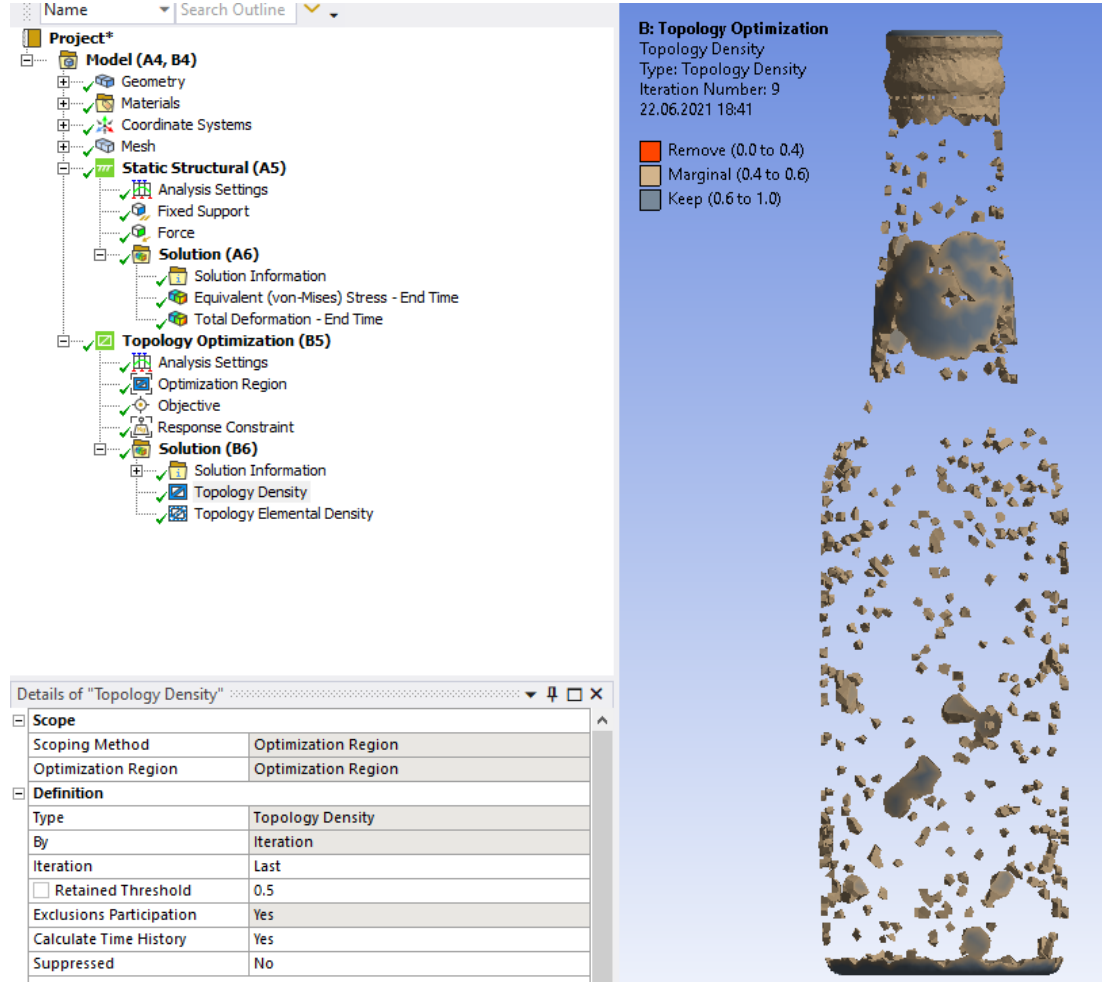 Name Search Outline
Project*
Model (A4, B4)
Geometry
Materials
Coordinate Systems
Mesh
Static Structural (A5)
Analysis Settings
Fixed Support
Force
Solution (A6)
Solution Information
Equivalent (von-Mises) Stress - End Time
Total Deformation - End Time
Topology Optimization (B5)
Analysis Settings
Optimization Region
Objective
Response Constraint
Solution (B6)
Solution Information
Topology Density
Topology Elemental Density
Details of "Topology Density"
Scope
Scoping Method Optimization Region
Optimization Region Optimization Region
Definition
Type Topology Density
By Iteration
Iteration Last
Retained Threshold 0.5
Exclusions Participation Yes
Calculate Time History Yes
Suppressed No
B: Topology Optimization
Topology Density
Type: Topology Density
Iteration Number: 9
22.06.2021 18:41
Remove (0.0 to 0.4)
Marginal (0.4 to 0.6)
Keep (0.6 to 1.0)